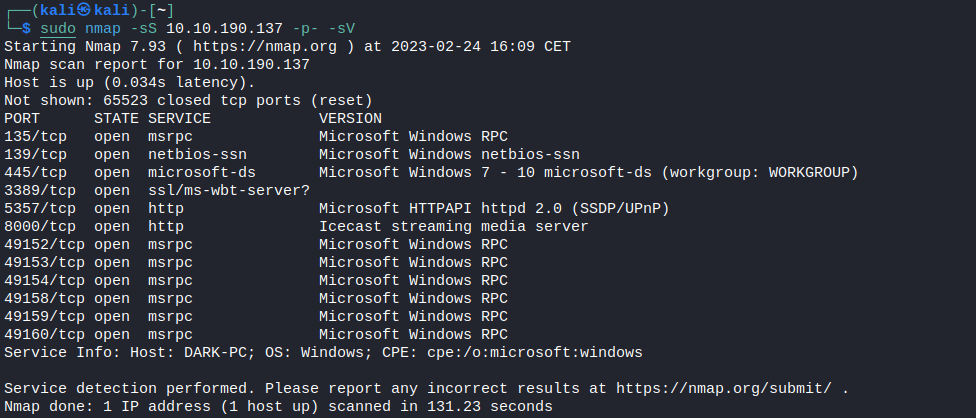 ┌──(kali㉿kali)-[~]
└─$ sudo nmap -sS 10.10.190.137 -p- -sV
Starting Nmap 7.93 ( https://nmap.org ) at 2023-02-24 16:09 CET
Nmap scan report for 10.10.190.137
Host is up (0.034s latency).
Not shown: 65523 closed tcp ports (reset)
PORT      STATE SERVICE            VERSION
135/tcp   open  msrpc              Microsoft Windows RPC
139/tcp   open  netbios-ssn        Microsoft Windows netbios-ssn
445/tcp   open  microsoft-ds       Microsoft Windows 7 - 10 microsoft-ds (workgroup: WORKGROUP)
3389/tcp  open  ssl/ms-wbt-server?
5357/tcp  open  http               Microsoft HTTPAPI httpd 2.0 (SSDP/UPnP)
8000/tcp  open  http               Icecast streaming media server
49152/tcp open  msrpc              Microsoft Windows RPC
49153/tcp open  msrpc              Microsoft Windows RPC
49154/tcp open  msrpc              Microsoft Windows RPC
49158/tcp open  msrpc              Microsoft Windows RPC
49159/tcp open  msrpc              Microsoft Windows RPC
49160/tcp open  msrpc              Microsoft Windows RPC
Service Info: Host: DARK-PC; OS: Windows; CPE: cpe:/o:microsoft:windows

Service detection performed. Please report any incorrect results at https://nmap.org/submit/ .
Nmap done: 1 IP address (1 host up) scanned in 131.23 seconds